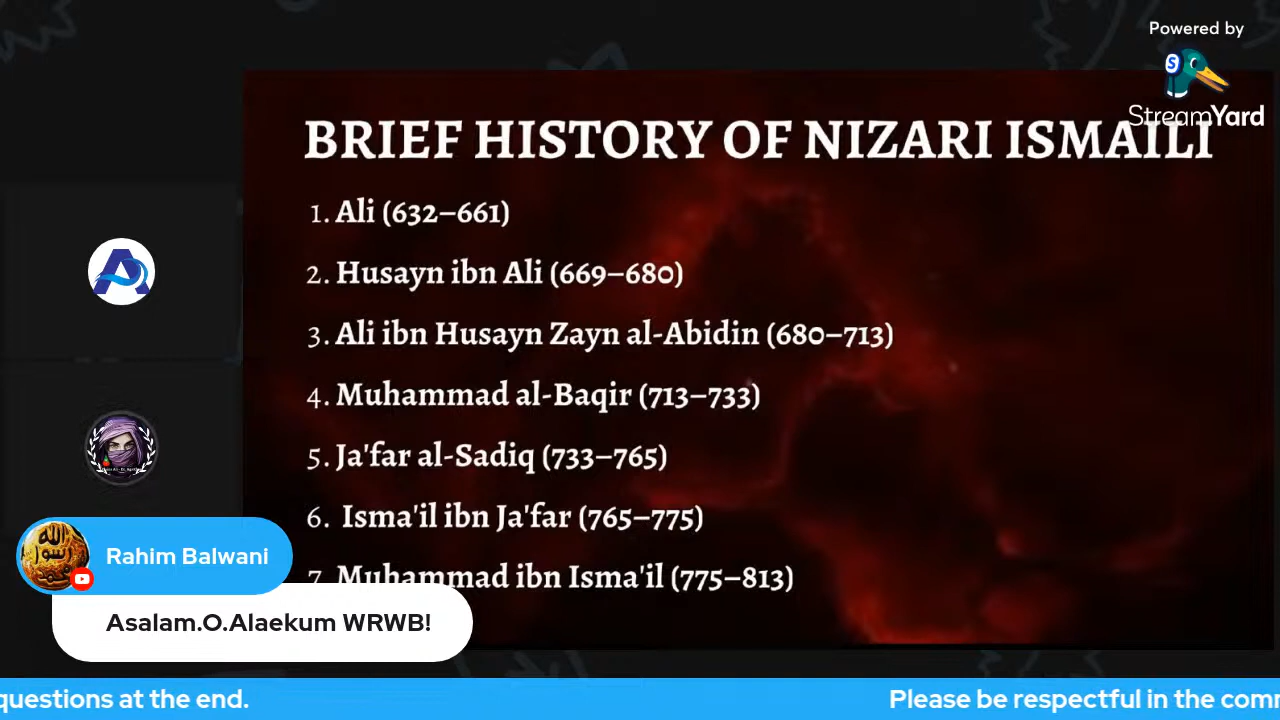 Powered by
StreamYard
BRIEF HISTORY OF NIZARI ISMAILI
1. Ali (632–661)
2. Husayn ibn Ali (669–680)
3. Ali ibn Husayn Zayn al-Abidin (680–713)
4. Muhammad al-Baqir (713–733)
5. Ja'far al-Sadiq (733–765)
6. Isma'il ibn Ja'far (765–775)
7. Muhammad ibn Isma'il (775–813)
Rahim Balwani
Asalam.O.Alaekum WRWB!
questions at the end.
Please be respectful in the comm